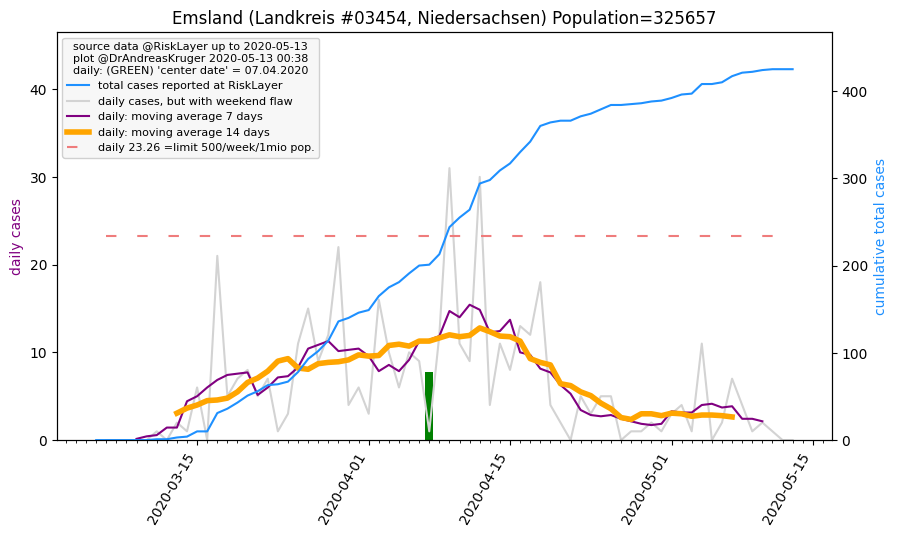 Emsland (Landkreis #03454, Niedersachsen) Population=325657
source data @RiskLayer up to 2020-05-13
plot @DrAndreasKruger 2020-05-13 00:38
daily: (GREEN) 'center date' = 07.04.2020
total cases reported at RiskLayer
daily cases, but with weekend flaw
daily: moving average 7 days
daily: moving average 14 days
daily 23.26 =limit 500/week/1mio pop.
daily cases
40
30
20
10
0
cumulative total cases
400
300
200
100
0
2020-03-15
2020-04-01
2020-04-15
2020-05-01
2020-05-15